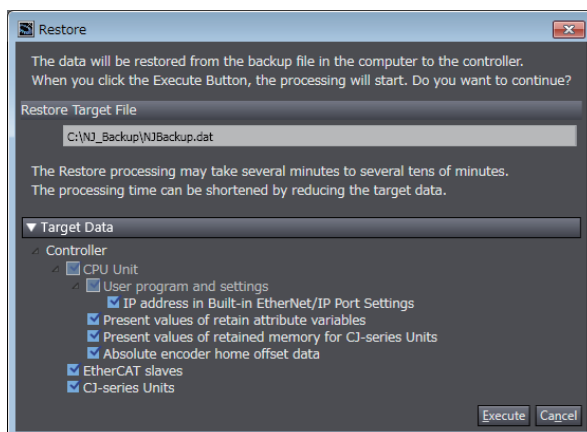 Restore
The data will be restored from the backup file in the computer to the controller.
When you click the Execute Button, the processing will start. Do you want to continue?
Restore Target File
C:\NJ_Backup\NJBackup.dat
The Restore processing may take several minutes to several tens of minutes.
The processing time can be shortened by reducing the target data.
Target Data
Controller
CPU Unit
User program and settings
IP address in Built-in EtherNet/IP Port Settings
Present values of retain attribute variables
Present values of retained memory for CJ-series Units
Absolute encoder home offset data
EtherCAT slaves
CJ-series Units
Execute Cancel